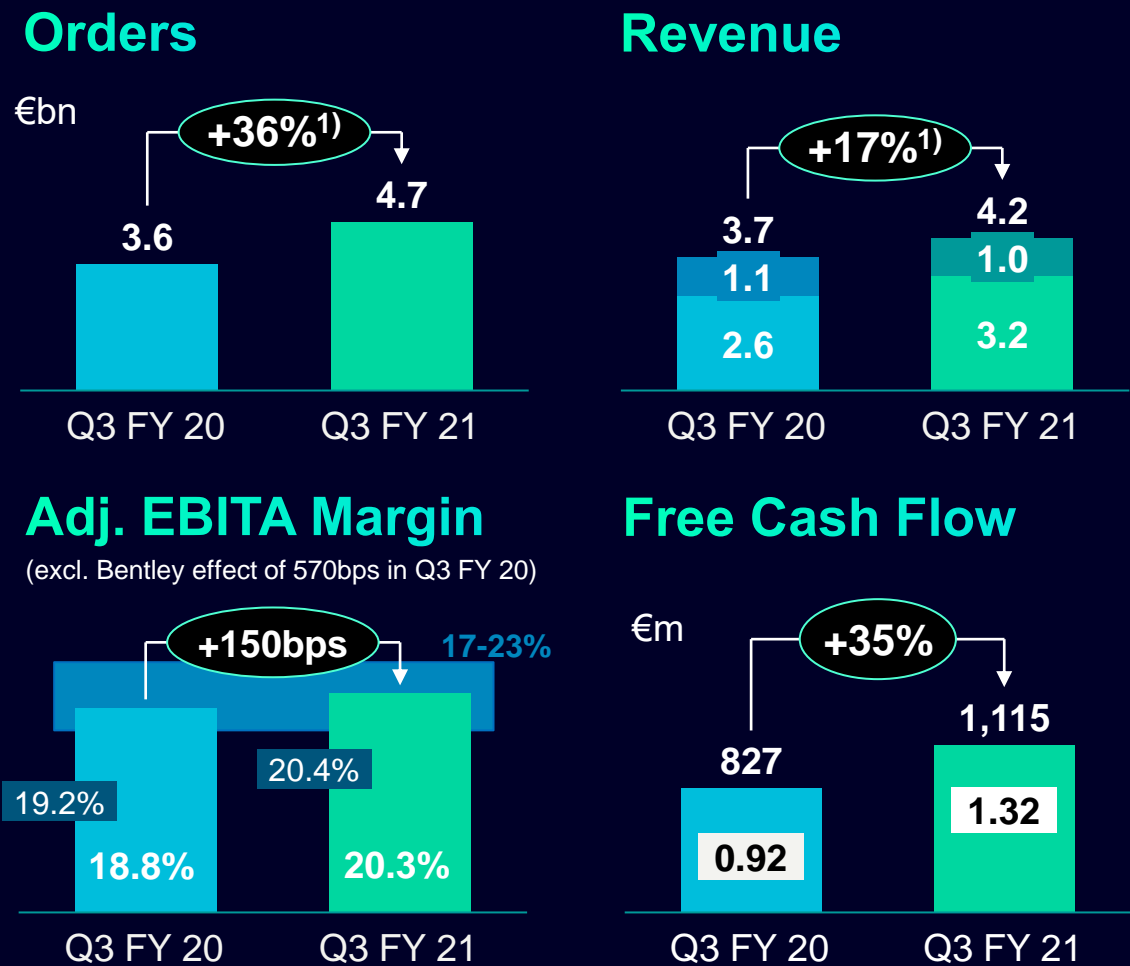 Orders
€bn
+36%1)
3.6
4.7
Q3 FY 20
Q3 FY 21
Revenue
+17%1)
3.7
4.2
1.1
1.0
2.6
3.2
Q3 FY 20
Q3 FY 21
Adj. EBITA Margin
(excl. Bentley effect of 570bps in Q3 FY 20)
+150bps
17-23%
19.2%
20.4%
18.8%
20.3%
Q3 FY 20
Q3 FY 21
Free Cash Flow
€m
+35%
827
1,115
0.92
1.32
Q3 FY 20
Q3 FY 21